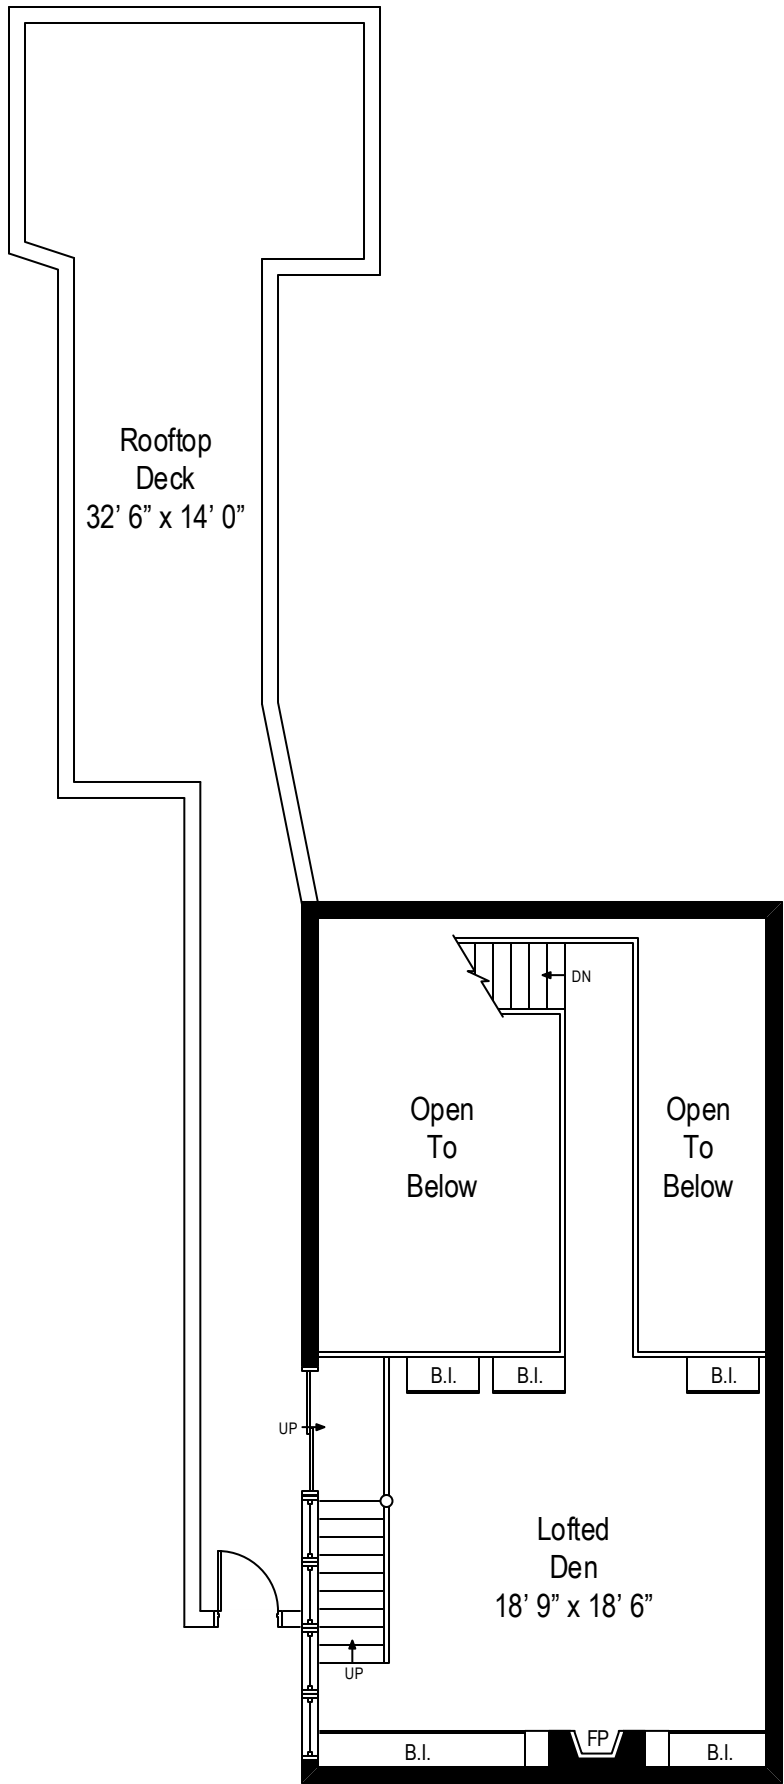 Rooftop
Deck
32’ 6” x 14’ 0”
DN
Open
To
Below
Open
To
Below
B.I.
B.I.
B.I.
UP
Lofted
Den
18’ 9” x 18’ 6”
UP
FP
B.I.
B.I.